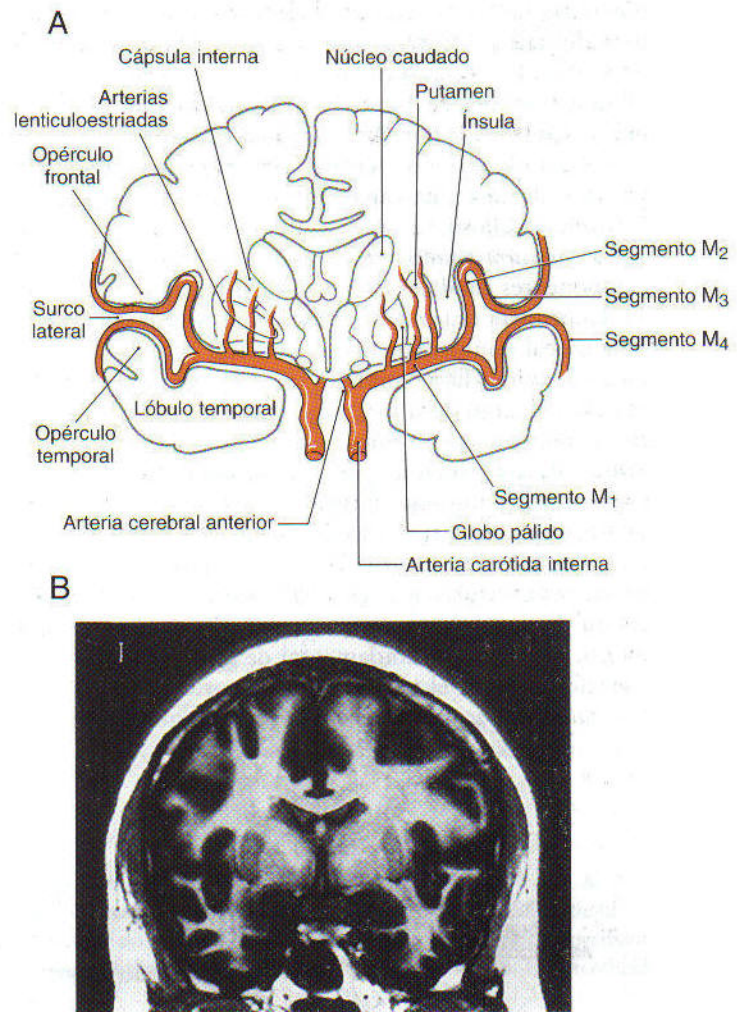 A
Cápsula interna
Núcleo caudado
Arterias
lenticuloestriadas
Putamen
Ínsula
Opérculo
frontal
Segmento M2
Segmento M3
Surco
lateral
Segmento M4
Lóbulo temporal
Opérculo
temporal
Segmento M1
Arteria cerebral anterior
Globo pálido
Arteria carótida interna
B